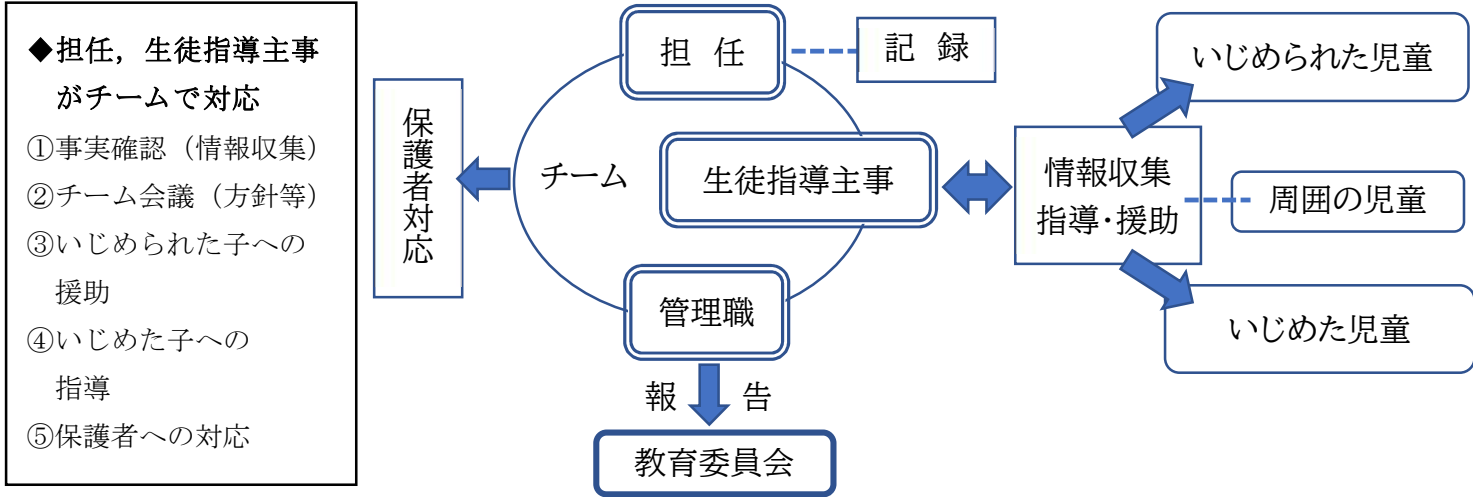 ◆担任，生徒指導主事
がチームで対応
①事実確認（情報収集）
②チーム会議（方針等）
③いじめられた子への
援助
④いじめた子への
指導
⑤保護者への対応
保護者対応
担 任
記 録
チーム
生徒指導主事
管理職
報 告
教育委員会
情報収集
指導・援助
いじめられた児童
周囲の児童
いじめた児童